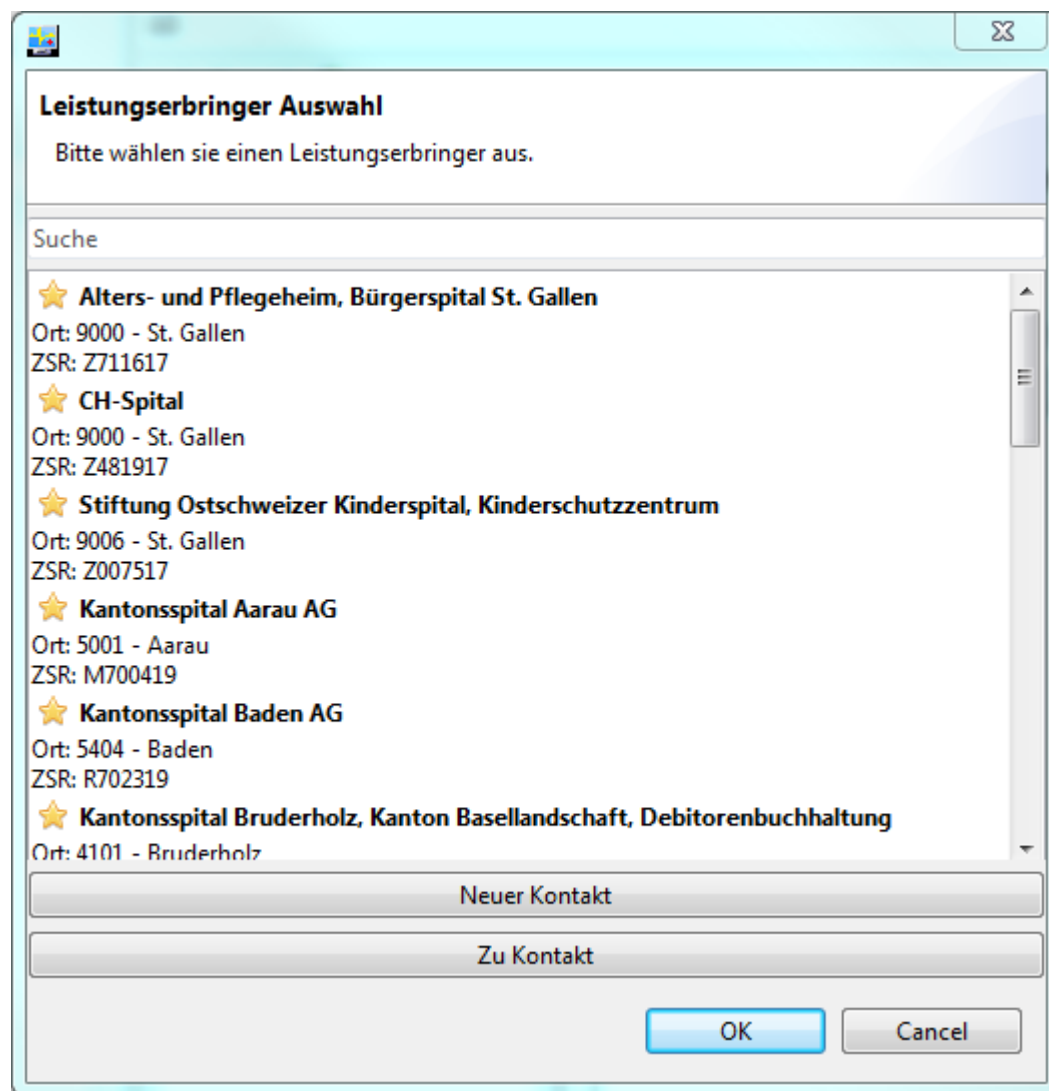 Leistungserbringer Auswahl
Bitte wählen sie einen Leistungserbringer aus.
Suche
Alters- und Pflegeheim, Bürgerspital St. Gallen
Ort: 9000 - St. Gallen
ZSR: Z711617
CH-Spital
Ort: 9000 - St. Gallen
ZSR: Z481917
Stiftung Ostschweizer Kinderspital, Kinderschutzzentrum
Ort: 9006 - St. Gallen
ZSR: Z007517
Kantonsspital Aarau AG
Ort: 5001 - Aarau
ZSR: M700419
Kantonsspital Baden AG
Ort: 5404 - Baden
ZSR: R702319
Kantonsspital Bruderholz, Kanton Basellandschaft, Debitorenbuchhaltung
Ort: 4101 - Bruderholz
Neuer Kontakt
Zu Kontakt
OK Cancel